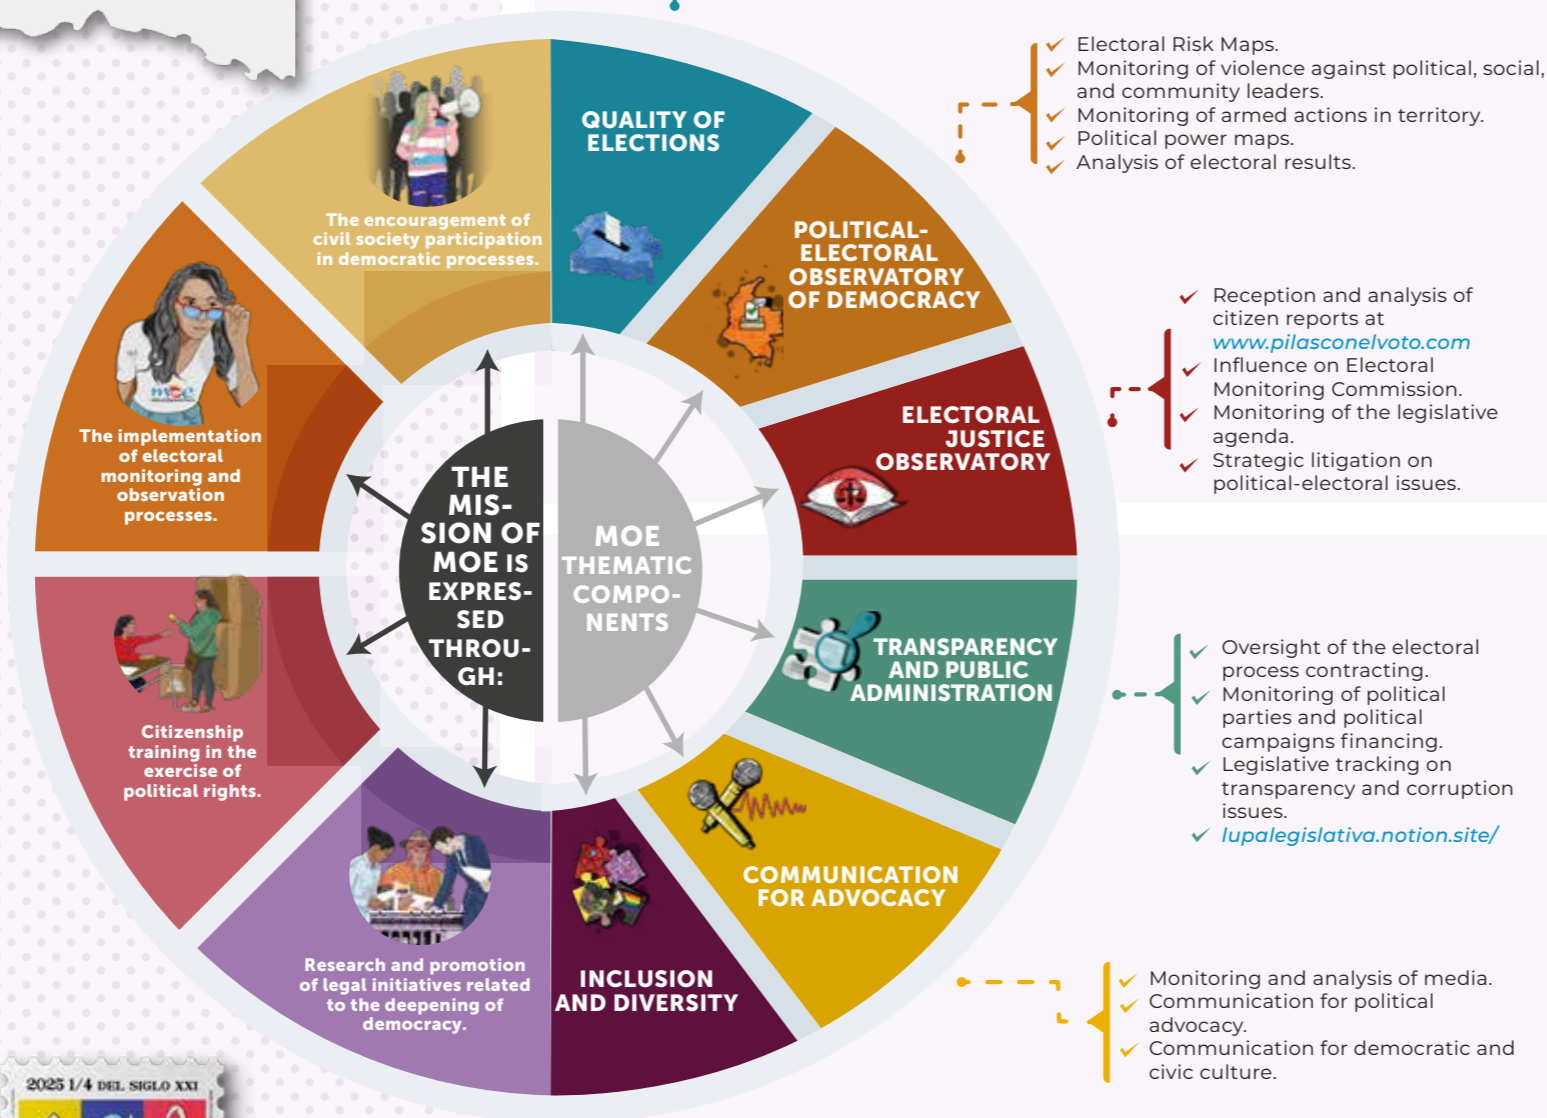 The encouragement of
civil society participation
in democratic processes.
The implementation
of electoral
monitoring and
observation
processes.
moe
Citizenship
training in the
exercise of
political rights.
Research and promotion
of legal initiatives related
to the deepening of
democracy.
THE
MIS-
SION OF
MOE IS
EXPRES-
SED
THROU-
GH:
MOE
THEMATIC
COMPO-
NENTS
QUALITY OF
ELECTIONS
POLITICAL-
ELECTORAL
OBSERVATORY
OF DEMOCRACY
ELECTORAL
JUSTICE
OBSERVATORY
TRANSPARENCY
AND PUBLIC
ADMINISTRATION
COMMUNICATION
FOR ADVOCACY
INCLUSION
AND DIVERSITY
Electoral Risk Maps.
Monitoring of violence against political, social,
and community leaders.
Monitoring of armed actions in territory.
Political power maps.
Analysis of electoral results.
Reception and analysis of
citizen reports at
www.pilasconelvoto.com
Influence on Electoral
Monitoring Commission.
Monitoring of the legislative
agenda.
Strategic litigation on
political-electoral issues.
Oversight of the electoral
process contracting.
Monitoring of political
parties and political
campaigns financing.
Legislative tracking on
transparency and corruption
issues.
lupalegislativa.notion.site/
Monitoring and analysis of media.
Communication for political
advocacy.
Communication for democratic and
civic culture.
2025 1/4 DEL SIGLO XXI